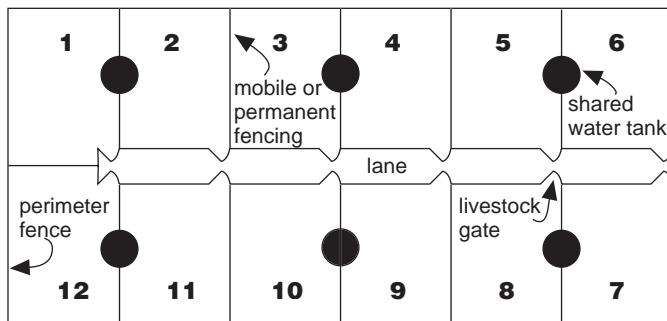 1 2 3 4 5 6
mobile or
permanent
fencing
shared
water tank
lane
perimeter
fence
livestock
gate
12 11 10 9 8 7